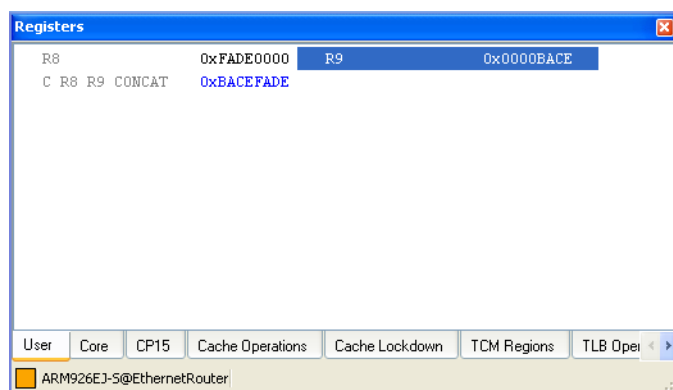 Registers
R8 0xFADE0000 R9 0x0000BACE
C R8 R9 CONCAT 0xBACEFADE
User Core CP15 Cache Operations Cache Lockdown TCM Regions TLB Oper
ARM926EJ-S@EthernetRouter